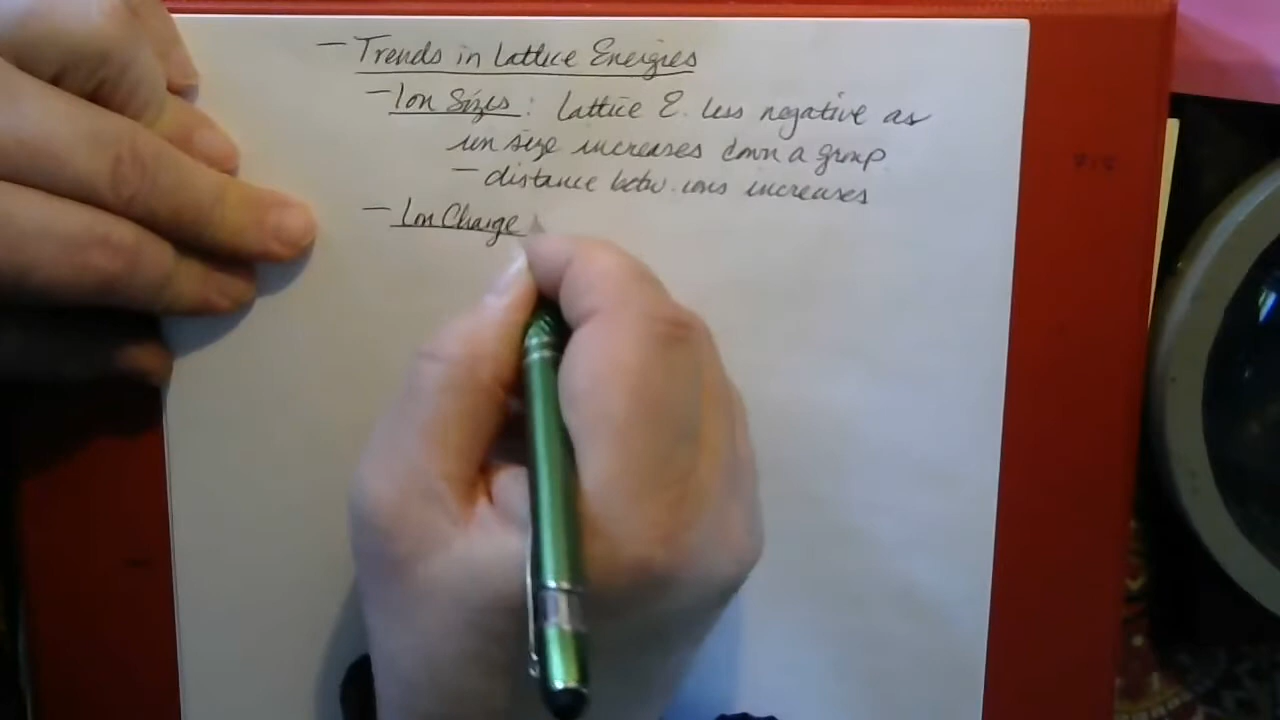 - Trends in Lattice Energies
- Ion Sizes : Lattice E. less negative as
ion size increases down a group
- distance betw. ions increases
- Ion Charge